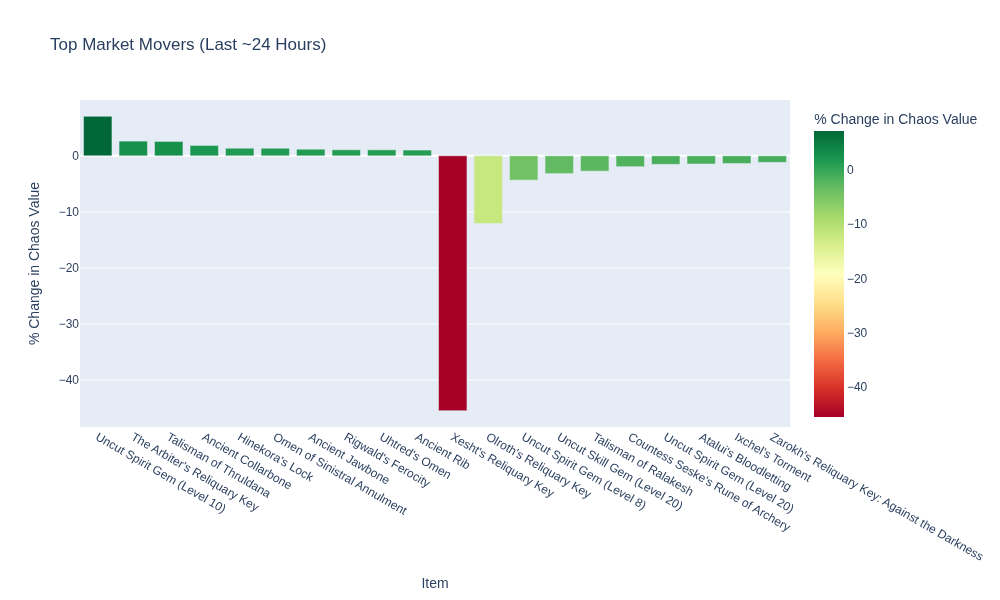 Top Market Movers (Last ~24 Hours)
% Change in Chaos Value
0
−10
−20
−30
−40
% Change in Chaos Value
0
−10
−20
−30
−40
Uncut Spirit Gem (Level 10)
The Arbiter's Reliquary Key
Talisman of Thruldana
Ancient Collarbone
Hinekora's Lock
Omen of Sinistral Annulment
Ancient Jawbone
Rigwald's Ferocity
Uhtred's Omen
Ancient Rib
Xesht's Reliquary Key
Olroth's Reliquary Key
Uncut Spirit Gem (Level 8)
Uncut Skill Gem (Level 20)
Talisman of Ralakesh
Countess Seske's Rune of Archery
Uncut Spirit Gem (Level 20)
Atalui's Bloodletting
Ixchel's Torment
Zarokh's Reliquary Key: Against the Darkness
Item